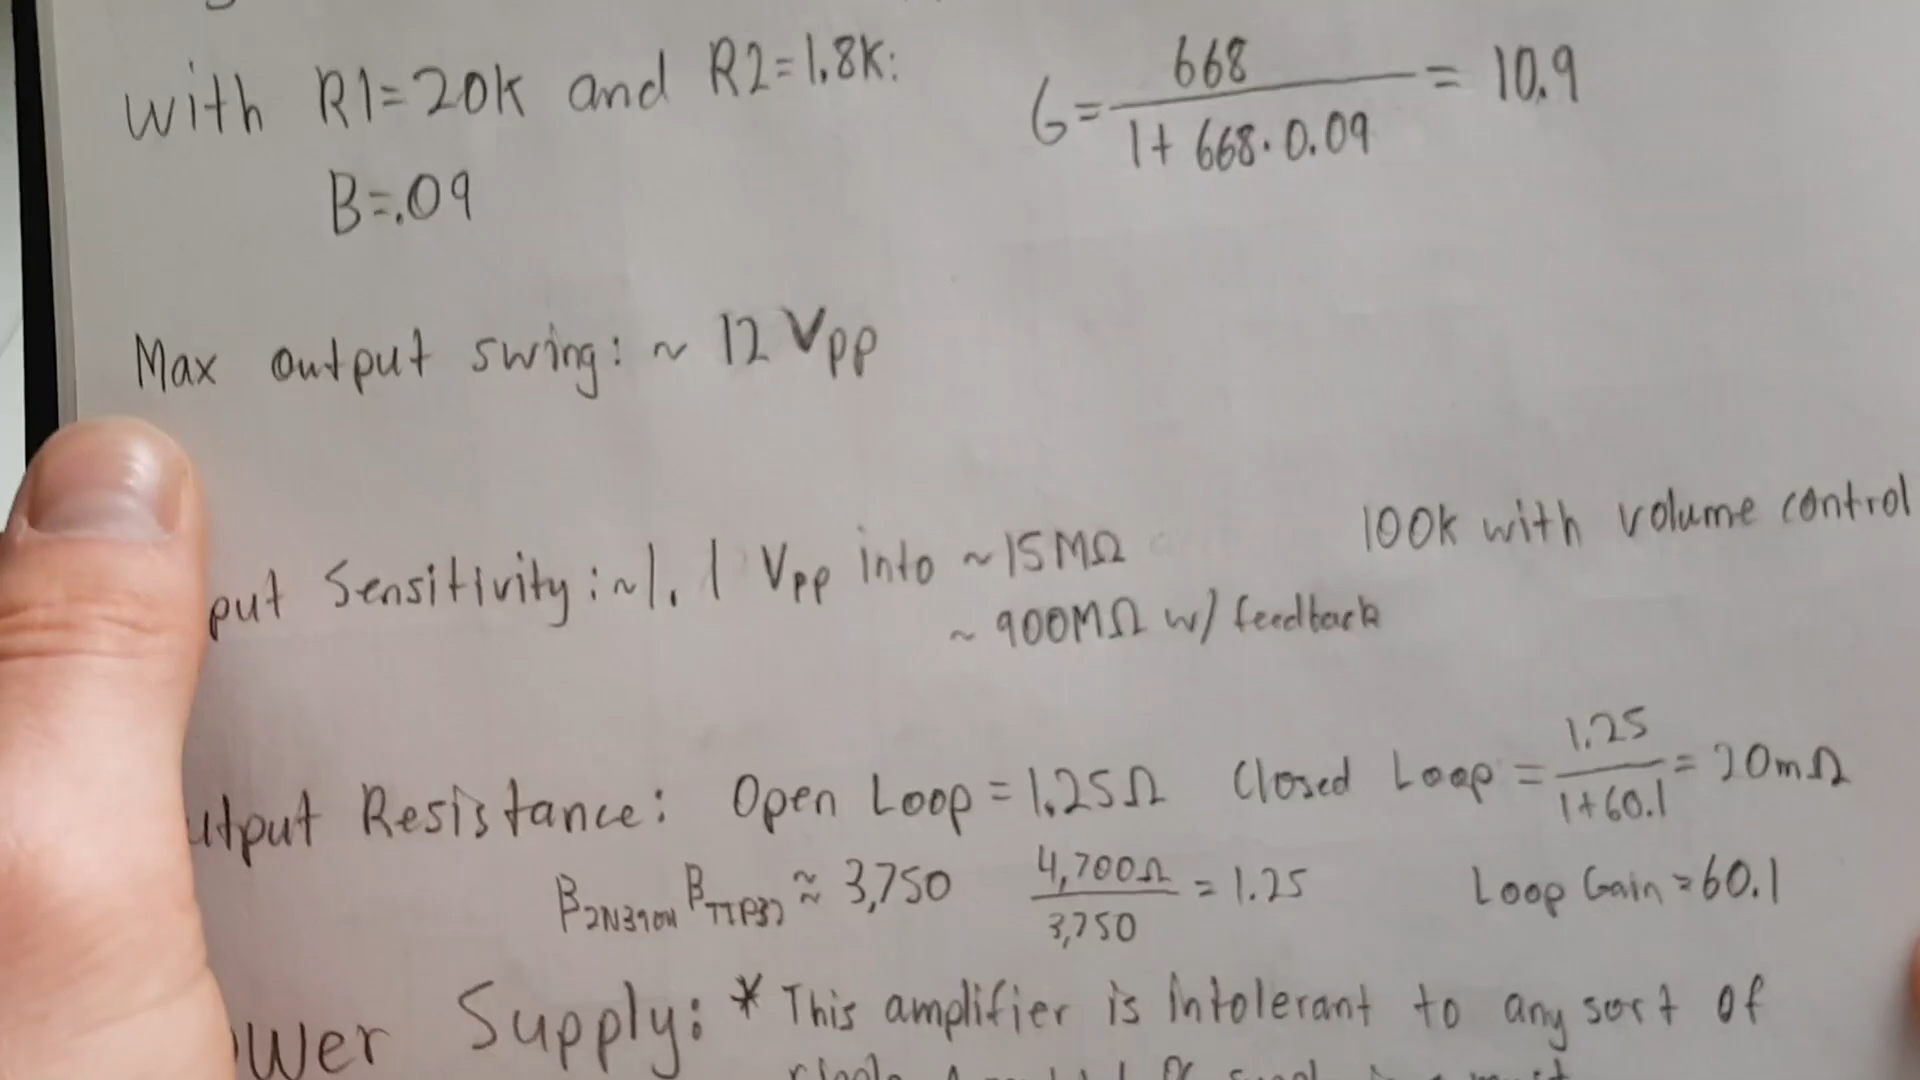 with R1=20K and R2=1.8K:
B=.09
G= 668 / 1+ 668·0.09 = 10.9
Max output swing: ~ 12 Vpp
put Sensitivity: ~1.1 Vpp into ~15MΩ
100K with volume control
~ 900MΩ w/ feedback
utput Resistance: Open Loop = 1.25Ω Closed Loop = 1.25 / 1+60.1 = 20mΩ
β2N3904 βTIP32 ≈ 3,750 4,700Ω / 3,750 = 1.25 Loop Gain = 60.1
ower Supply: * This amplifier is intolerant to any sort of